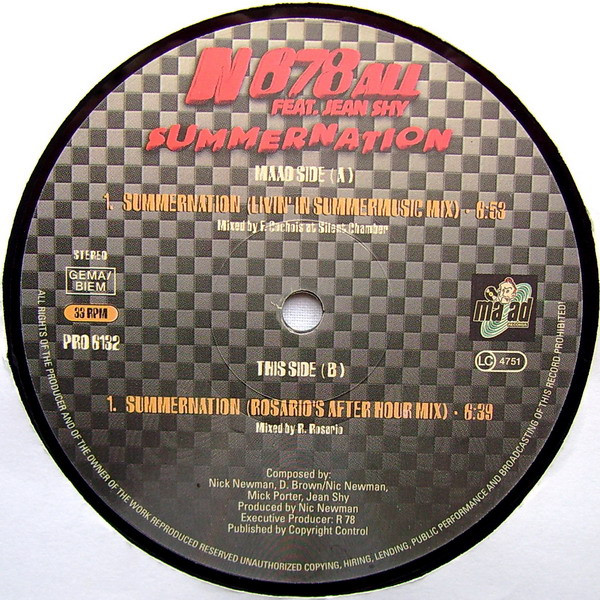 N 878 ALL
FEAT. JEAN SHY
SUMMERNATION
MAAD SIDE (A)
1. SUMMERNATION (LIVIN' IN SUMMERMUSIC MIX) • 6:53
Mixed by F. Cachois at Silent Chamber
STEREO
GEMA/
BIEM
33 RPM
PRO 6132
maad
RECORDS
LC 4751
THIS SIDE (B)
1. SUMMERNATION (ROSARIO'S AFTER HOUR MIX) • 6:39
Mixed by R. Rosario
Composed by:
Nick Newman, D. Brown/Nic Newman,
Mick Porter, Jean Shy
Produced by Nic Newman
Executive Producer: R 78
Published by Copyright Control
ALL RIGHTS OF THE PRODUCER AND OF THE OWNER OF THE WORK REPRODUCED RESERVED UNAUTHORIZED COPYING, HIRING, LENDING, PUBLIC PERFORMANCE AND BROADCASTING OF THIS RECORD PROHIBITED!